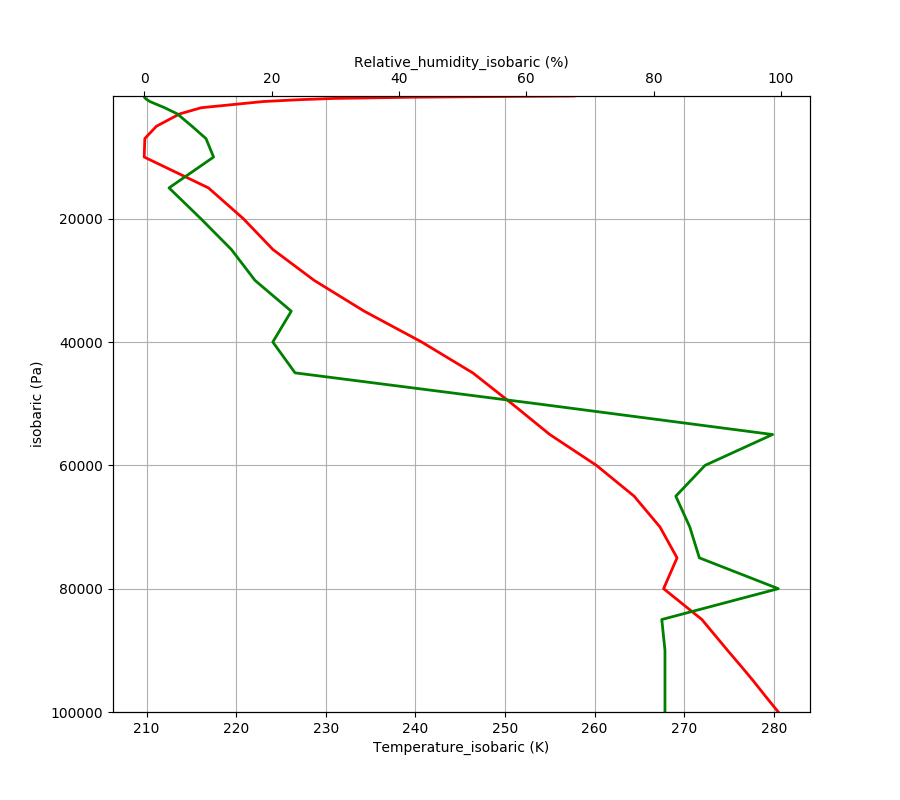 Relative_humidity_isobaric (%)
0 20 40 60 80 100
20000
40000
60000
80000
100000
isobaric (Pa)
210 220 230 240 250 260 270 280
Temperature_isobaric (K)